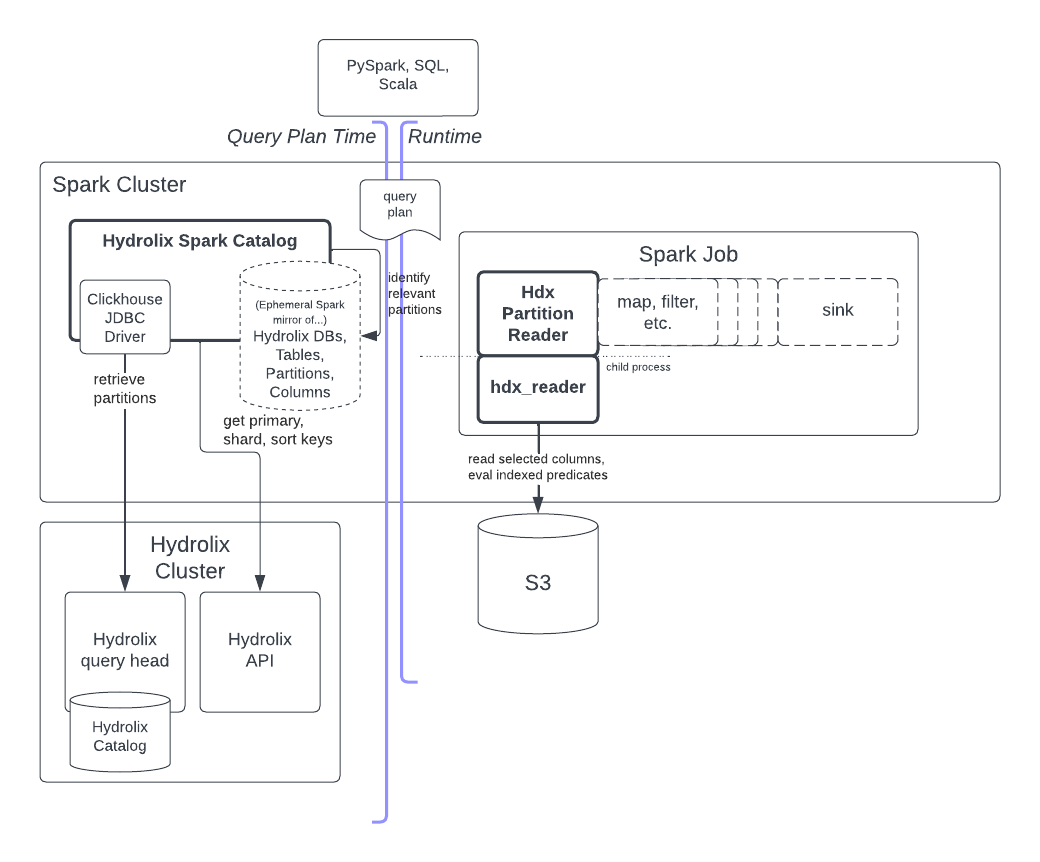 PySpark, SQL,
Scala
Query Plan Time
Runtime
Spark Cluster
query
plan
Hydrolix Spark Catalog
Clickhouse
JDBC
Driver
(Ephemeral Spark
mirror of...)
Hydrolix DBs,
Tables,
Partitions,
Columns
identify
relevant
partitions
retrieve
partitions
get primary,
shard, sort keys
Spark Job
Hdx
Partition
Reader
map, filter,
etc.
sink
child process
hdx_reader
read selected columns,
eval indexed predicates
S3
Hydrolix
Cluster
Hydrolix
query head
Hydrolix
API
Hydrolix
Catalog